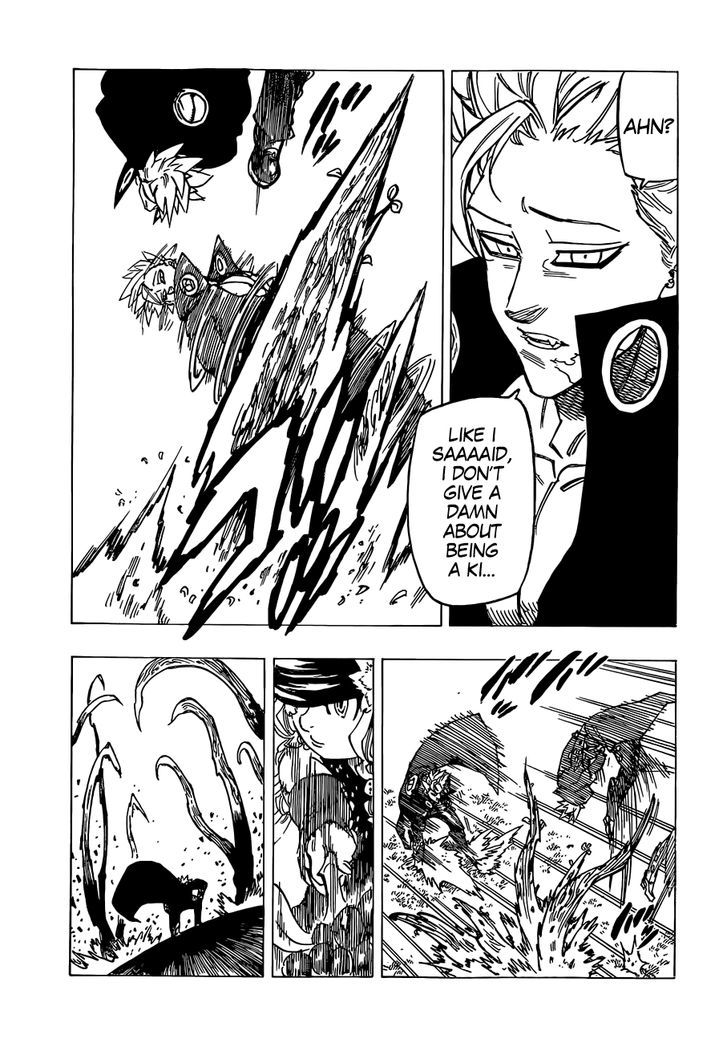 AHN?
LIKE I
SAAAAID,
I DON'T
GIVE A
DAMN
ABOUT
BEING
A KI...